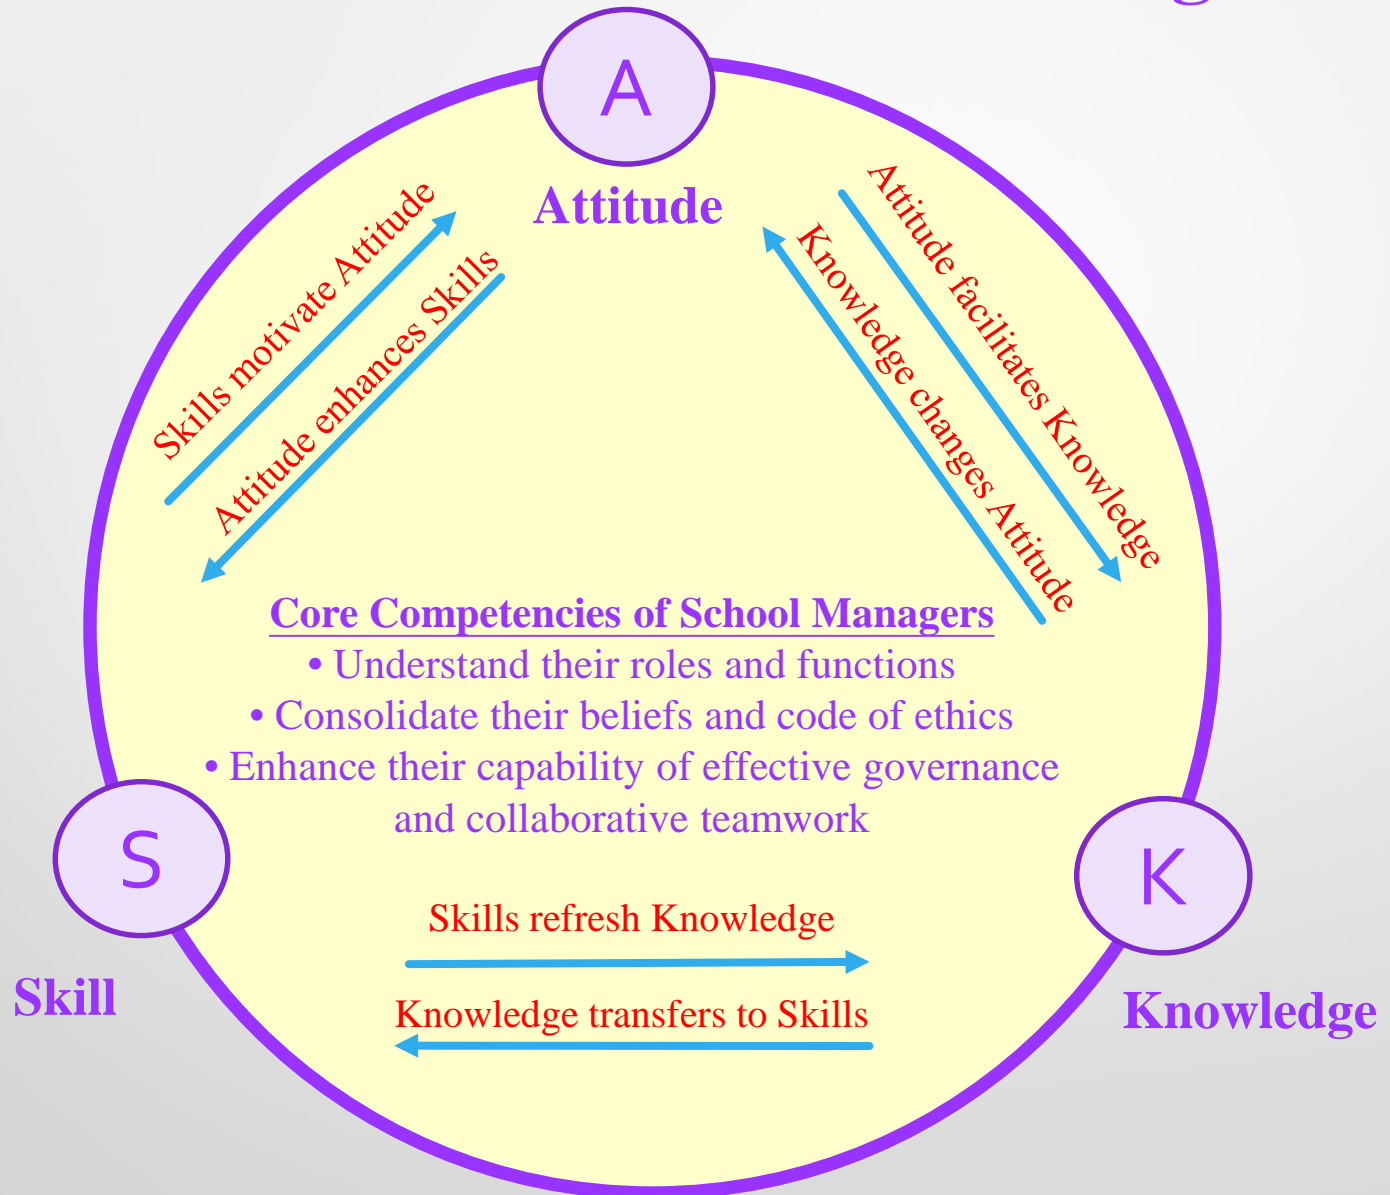 A
Attitude
Skills motivate Attitude
Attitude enhances Skills
Attitude facilitates Knowledge
Knowledge changes Attitude
Core Competencies of School Managers
• Understand their roles and functions
• Consolidate their beliefs and code of ethics
• Enhance their capability of effective governance
and collaborative teamwork
S
K
Skills refresh Knowledge
Skill
Knowledge transfers to Skills
Knowledge